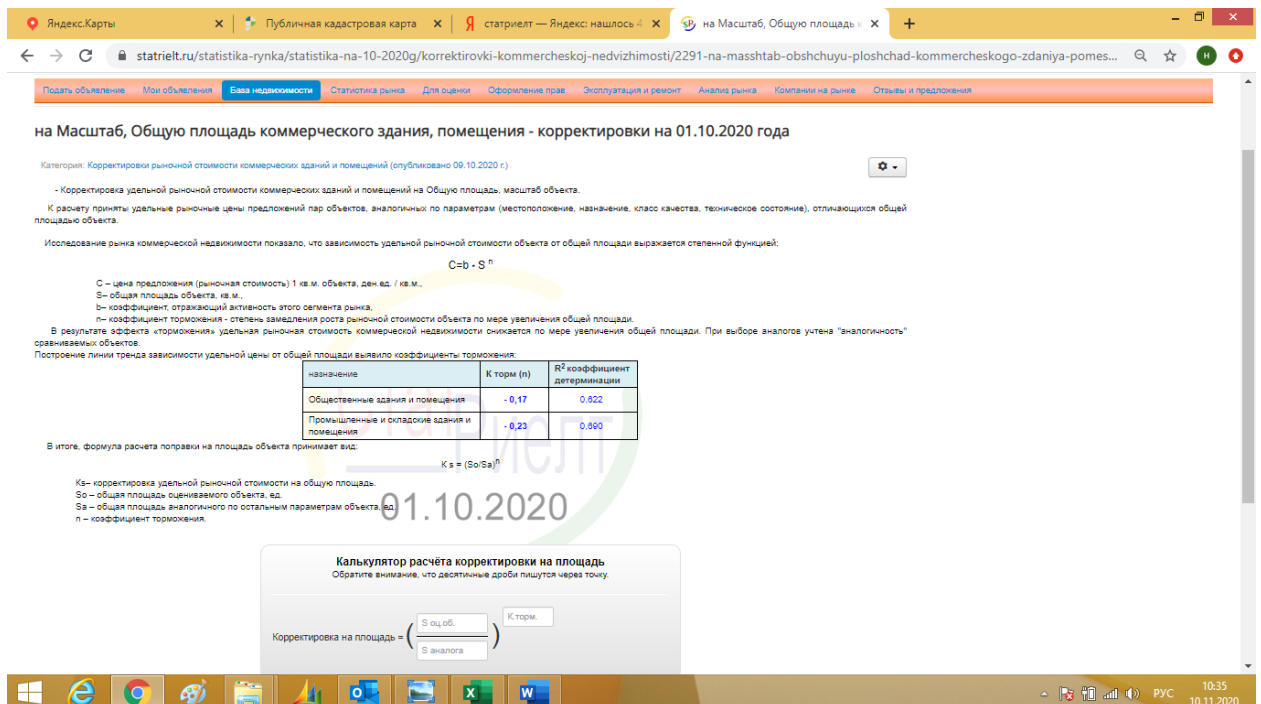 Яндекс.Карты
Публичная кадастровая карта
статриелт — Яндекс: нашлось 4
на Масштаб, Общую площадь к
statrielt.ru/statistika-rynka/statistika-na-10-2020g/korrektirovki-kommercheskoj-nedvizhimosti/2291-na-masshtab-obshchuyu-ploshchad-kommercheskogo-zdaniya-pomes...
Подать объявление Мои объявления База недвижимости Статистика рынка Для оценки Оформление прав Эксплуатация и ремонт Анализ рынка Компании на рынке Отзывы и предложения
на Масштаб, Общую площадь коммерческого здания, помещения - корректировки на 01.10.2020 года
Категория: Корректировки рыночной стоимости коммерческих зданий и помещений (опубликовано 09.10.2020 г.)
- Корректировка удельной рыночной стоимости коммерческих зданий и помещений на Общую площадь, масштаб объекта.
К расчету приняты удельные рыночные цены предложений пар объектов, аналогичных по параметрам (местоположение, назначение, класс качества, техническое состояние), отличающихся общей
площадью объекта.
Исследование рынка коммерческой недвижимости показало, что зависимость удельной рыночной стоимости объекта от общей площади выражается степенной функцией:
C=b · S n
С – цена предложения (рыночная стоимость) 1 кв.м. объекта, ден.ед. / кв.м.,
S– общая площадь объекта, кв.м.,
b– коэффициент, отражающий активность этого сегмента рынка,
n– коэффициент торможения - степень замедления роста рыночной стоимости объекта по мере увеличения общей площади.
В результате эффекта «торможения» удельная рыночная стоимость коммерческой недвижимости снижается по мере увеличения общей площади. При выборе аналогов учтена "аналогичность"
сравниваемых объектов.
Построение линии тренда зависимости удельной цены от общей площади выявило коэффициенты торможения:
назначение К торм (n) R2 коэффициент
детерминации
Общественные здания и помещения - 0,17 0,622
Промышленные и складские здания и
помещения - 0,23 0,690
В итоге, формула расчета поправки на площадь объекта принимает вид:
K s = (So/Sa)n
Ks– корректировка удельной рыночной стоимости на общую площадь.
So – общая площадь оцениваемого объекта, ед.
Sa – общая площадь аналогичного по остальным параметрам объекта, ед.
n – коэффициент торможения.
СтатРиелт
01.10.2020
Калькулятор расчёта корректировки на площадь
Обратите внимание, что десятичные дроби пишутся через точку.
Корректировка на площадь = ( S оц.об. ) К.торм.
S аналога
РУС
10:35
10.11.2020